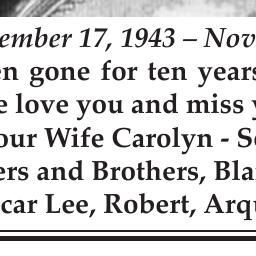 ember 17, 1943 – Nov
en gone for ten years
e love you and miss y
our Wife Carolyn - S
ers and Brothers, Bla
car Lee, Robert, Arq